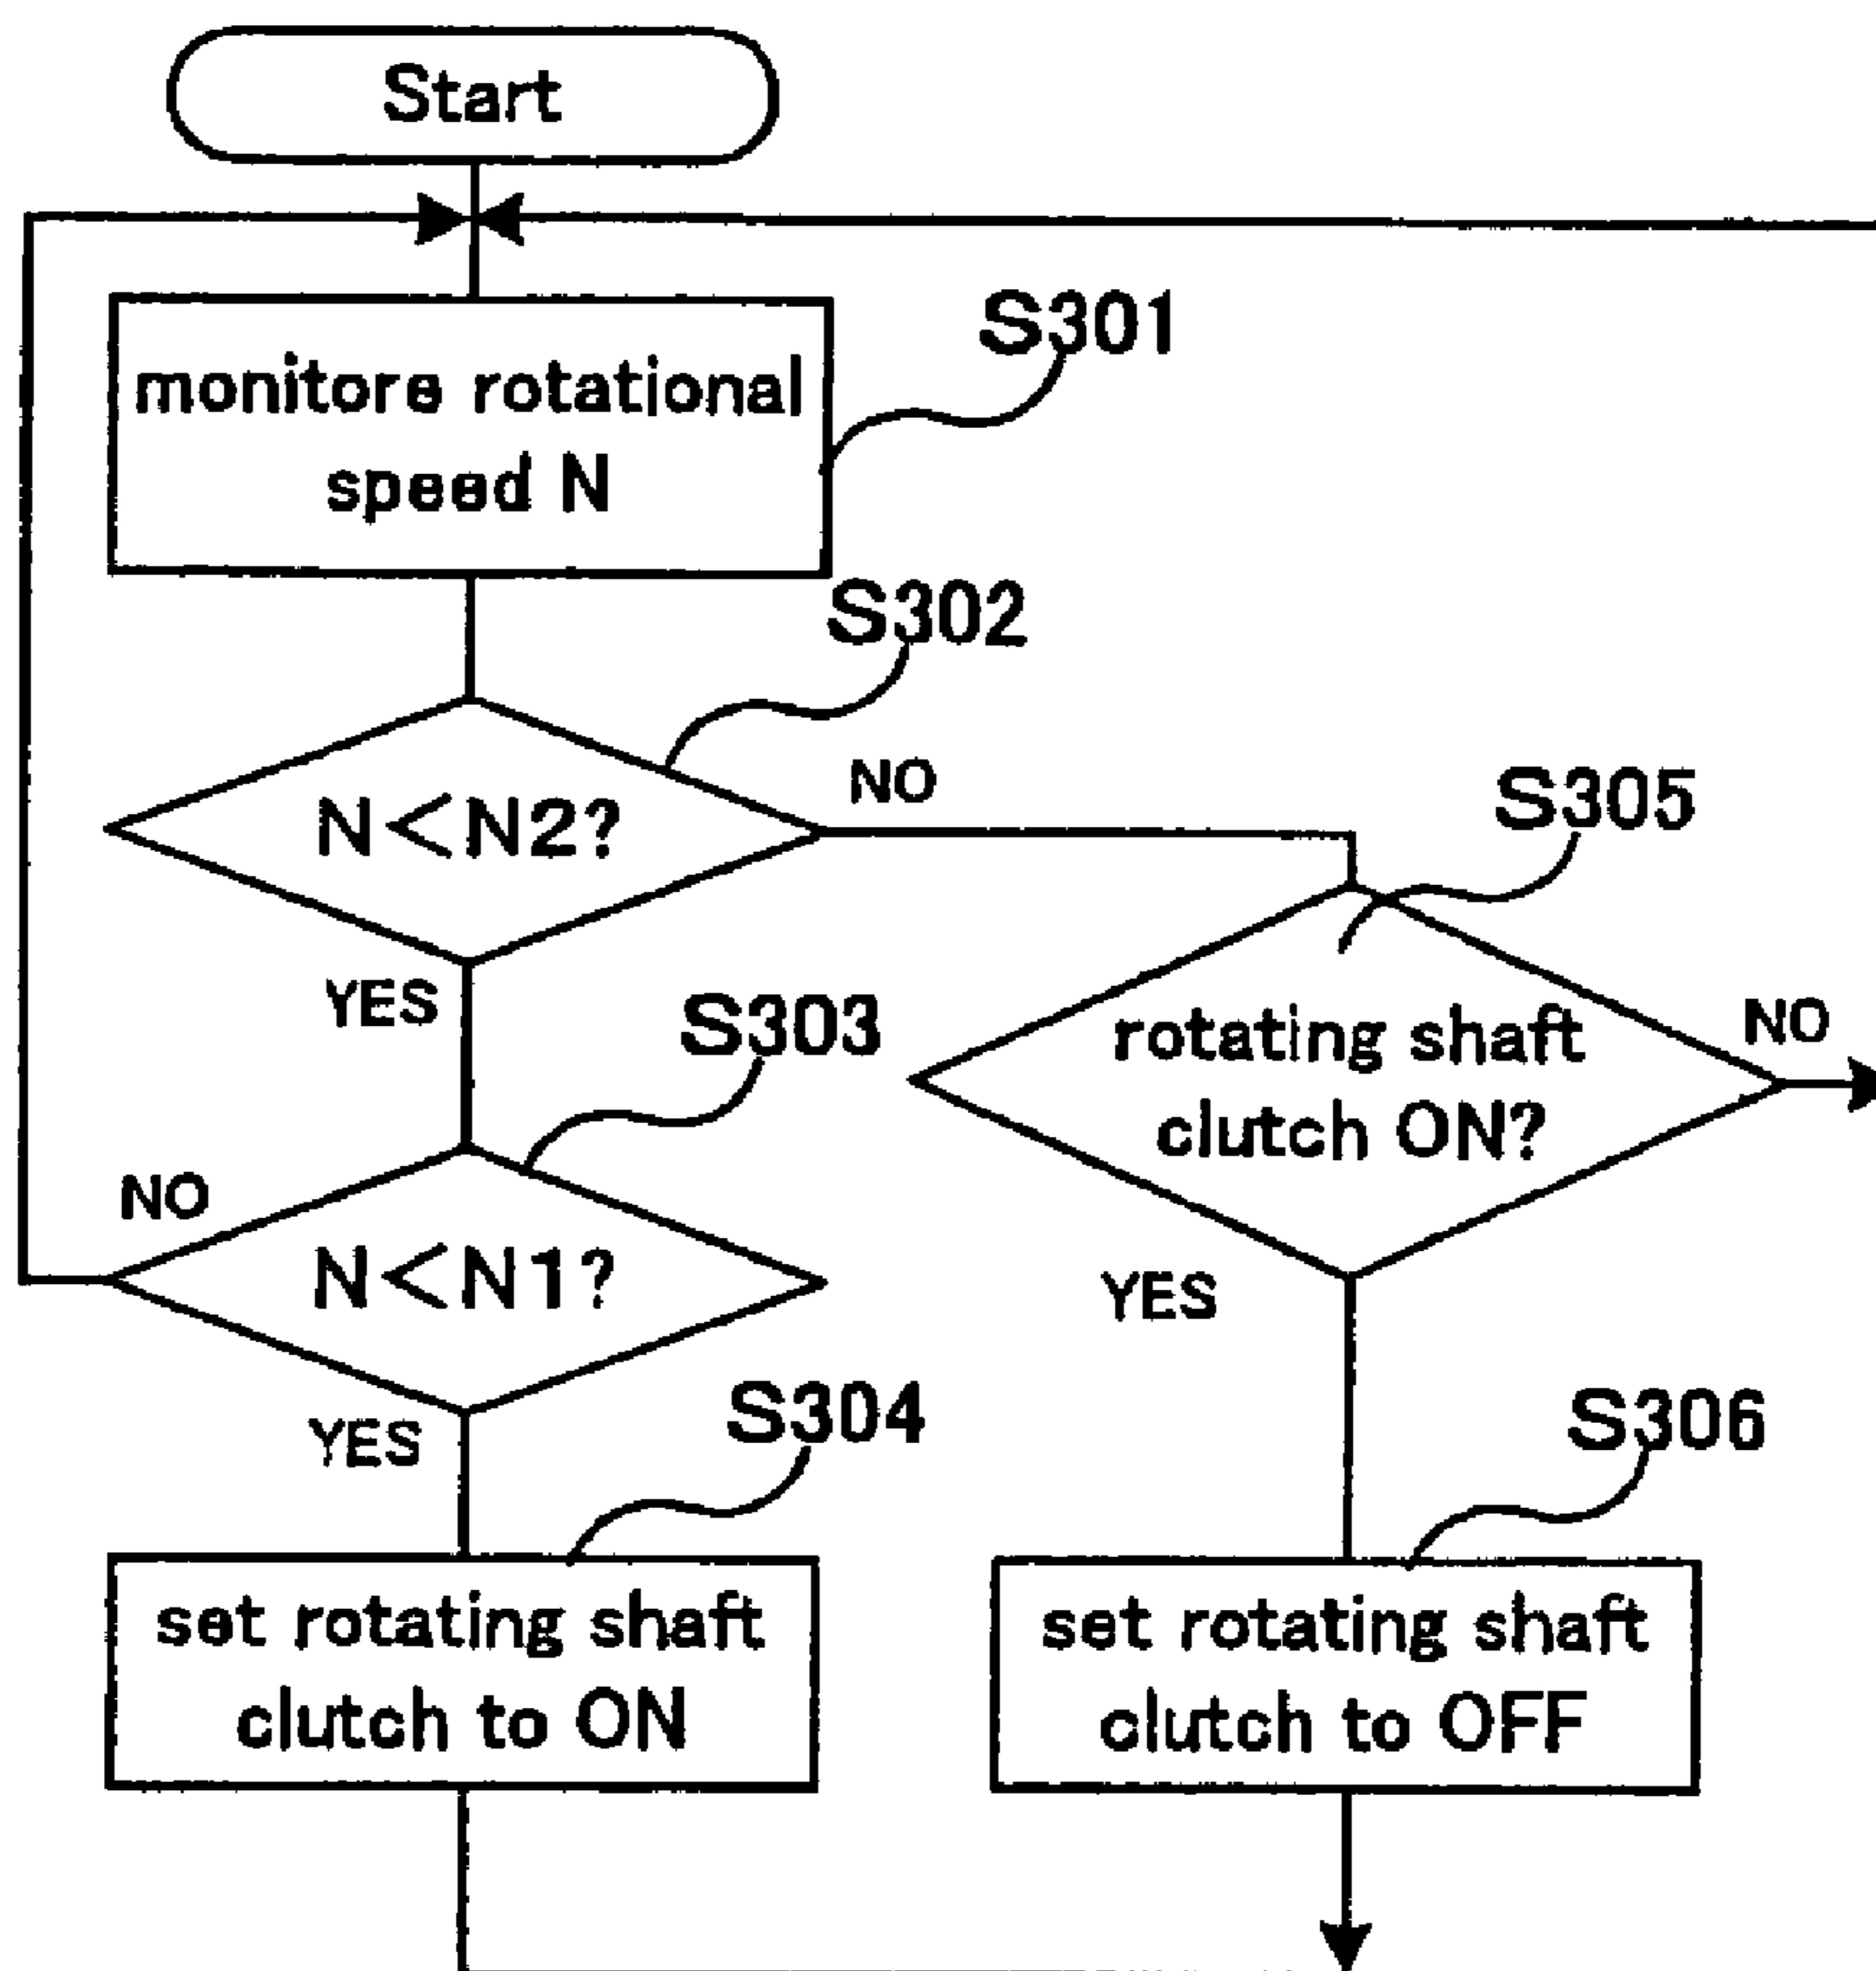 Start
S301
monitore rotational
speed N
S302
N<N2?
NO
YES
S305
rotating shaft
clutch ON?
NO
YES
S303
N<N1?
NO
YES
S304
set rotating shaft
clutch to ON
S306
set rotating shaft
clutch to OFF